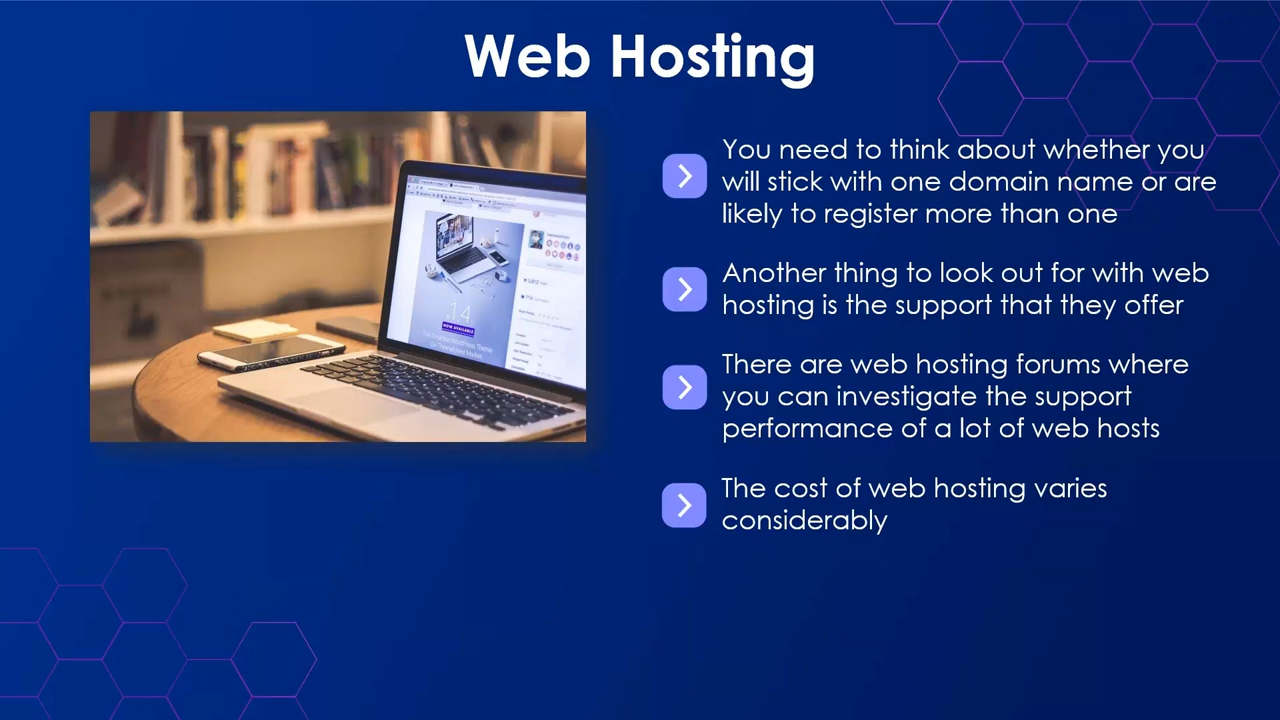 Web Hosting
You need to think about whether you
will stick with one domain name or are
likely to register more than one
Another thing to look out for with web
hosting is the support that they offer
There are web hosting forums where
you can investigate the support
performance of a lot of web hosts
The cost of web hosting varies
considerably
.14
NOW AVAILABLE